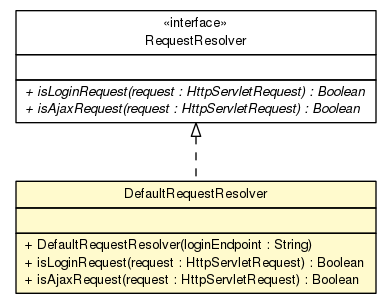 «interface»
RequestResolver
+ isLoginRequest(request : HttpServletRequest) : Boolean
+ isAjaxRequest(request : HttpServletRequest) : Boolean
DefaultRequestResolver
+ DefaultRequestResolver(loginEndpoint : String)
+ isLoginRequest(request : HttpServletRequest) : Boolean
+ isAjaxRequest(request : HttpServletRequest) : Boolean